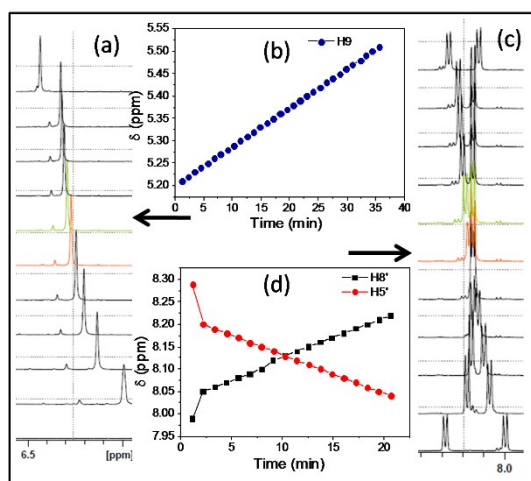 (a)
6.5
[ppm]
(b)
H9
δ (ppm)
5.55
5.50
5.45
5.40
5.35
5.30
5.25
5.20
0 5 10 15 20 25 30 35 40
Time (min)
(c)
8.0
(d)
H8'
H5'
δ (ppm)
8.30
8.25
8.20
8.15
8.10
8.05
8.00
7.95
0 5 10 15 20
Time (min)